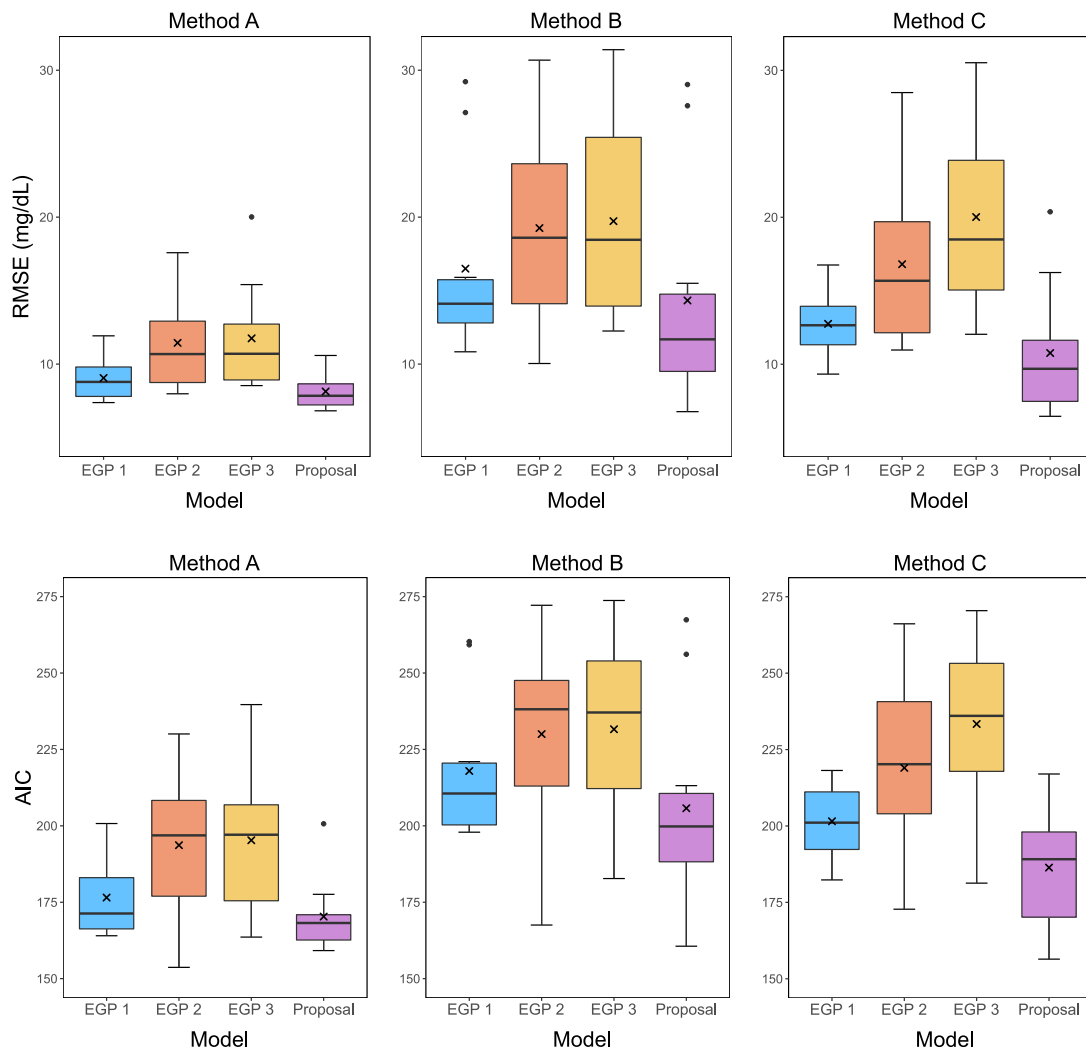 Method A Method B Method C
RMSE (mg/dL)
30 30
20 20
10 10
EGP 1 EGP 2 EGP 3 Proposal
EGP 1 EGP 2 EGP 3 Proposal
EGP 1 EGP 2 EGP 3 Proposal
Model Model Model
30
20
10
Method A Method B Method C
AIC
275
250
225
200
175
150
275
250
225
200
175
150
275
250
225
200
175
150
EGP 1 EGP 2 EGP 3 Proposal
EGP 1 EGP 2 EGP 3 Proposal
EGP 1 EGP 2 EGP 3 Proposal
Model Model Model